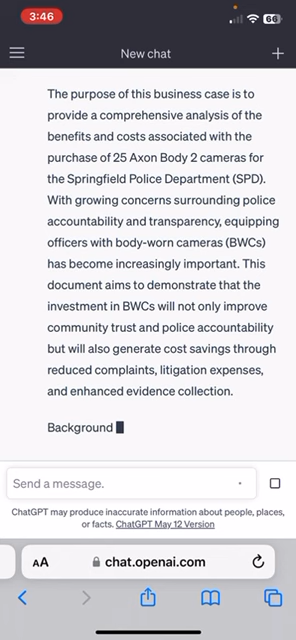 3:46
66
New chat
The purpose of this business case is to
provide a comprehensive analysis of the
benefits and costs associated with the
purchase of 25 Axon Body 2 cameras for
the Springfield Police Department (SPD).
With growing concerns surrounding police
accountability and transparency, equipping
officers with body-worn cameras (BWCs)
has become increasingly important. This
document aims to demonstrate that the
investment in BWCs will not only improve
community trust and police accountability
but will also generate cost savings through
reduced complaints, litigation expenses,
and enhanced evidence collection.
Background
Send a message.
ChatGPT may produce inaccurate information about people, places,
or facts. ChatGPT May 12 Version
AA chat.openai.com